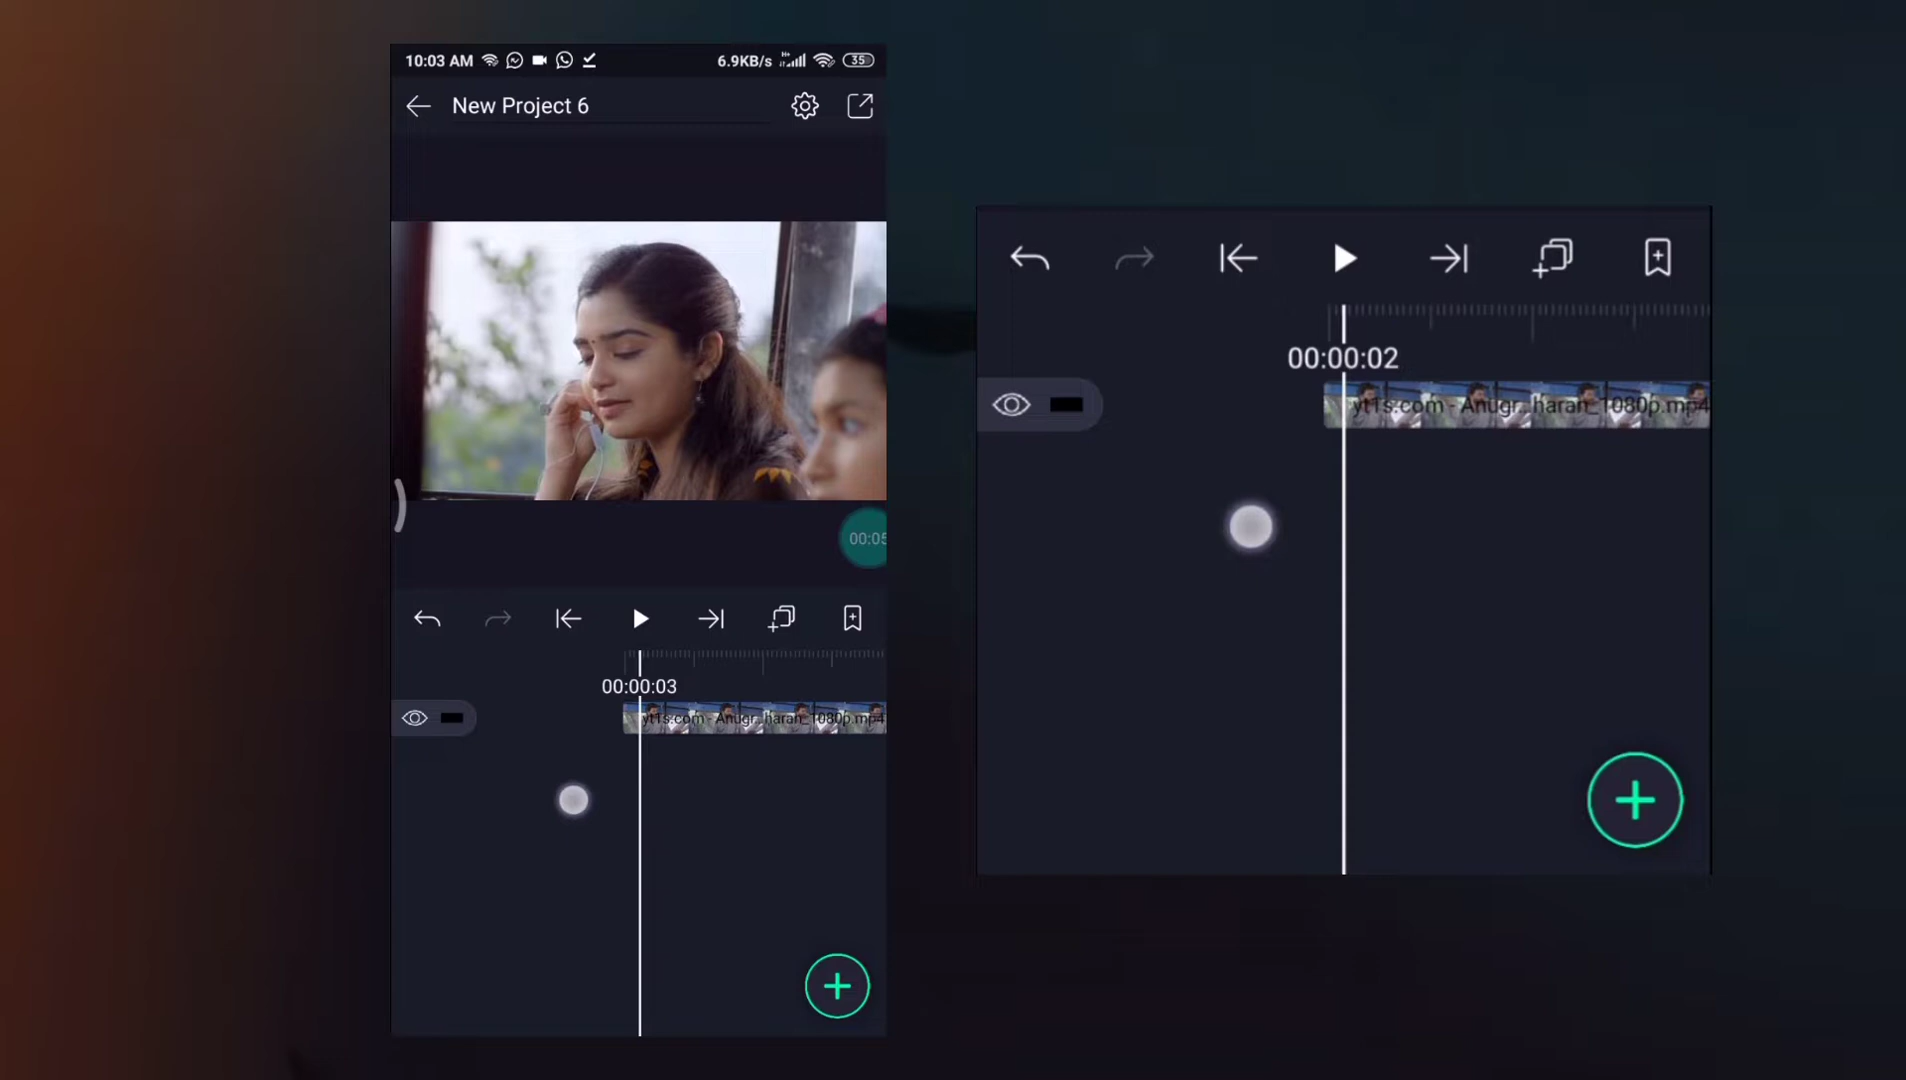 10:03 AM
6.9KB/s
H+
35
New Project 6
00:05
00:00:03
yt1s.com - Anugr...haran_1080p.mp4
00:00:02
yt1s.com - Anugr...haran_1080p.mp4